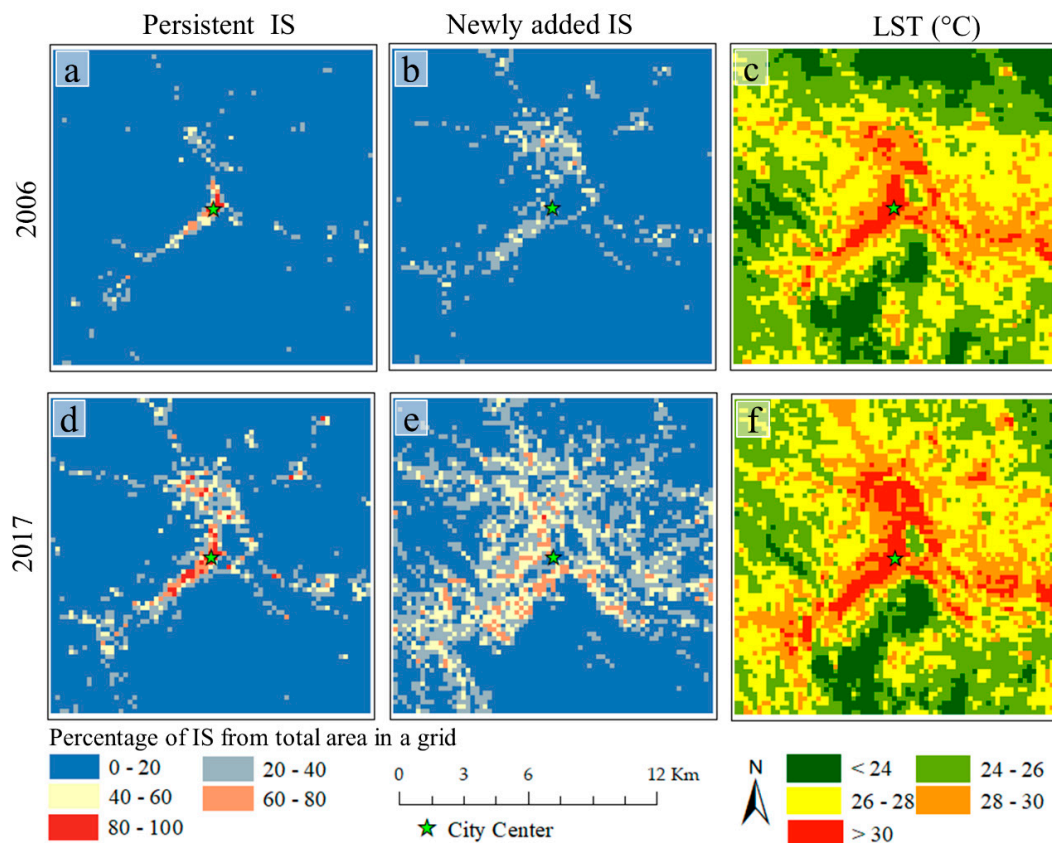 Persistent IS
Newly added IS
LST (°C)
a
b
c
2006
d
e
f
2017
Percentage of IS from total area in a grid
0 - 20
20 - 40
40 - 60
60 - 80
80 - 100
0 3 6 12 Km
City Center
N
< 24
24 - 26
26 - 28
28 - 30
> 30